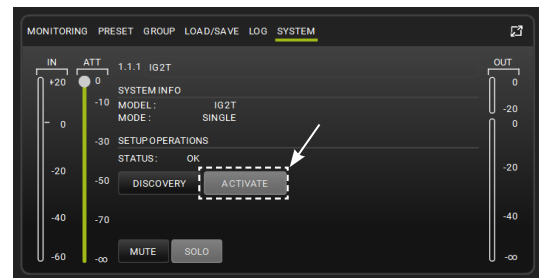 MONITORING PRESET GROUP LOAD/SAVE LOG SYSTEM
IN ATT 1.1.1 IG2T OUT
+20 0 0
SYSTEM INFO
-10 MODEL: IG2T -20
0 MODE: SINGLE 0
-30 SETUP OPERATIONS
STATUS: OK
-20 -20
-50 DISCOVERY ACTIVATE
-40 -70 -40
-60 -∞ MUTE SOLO -∞